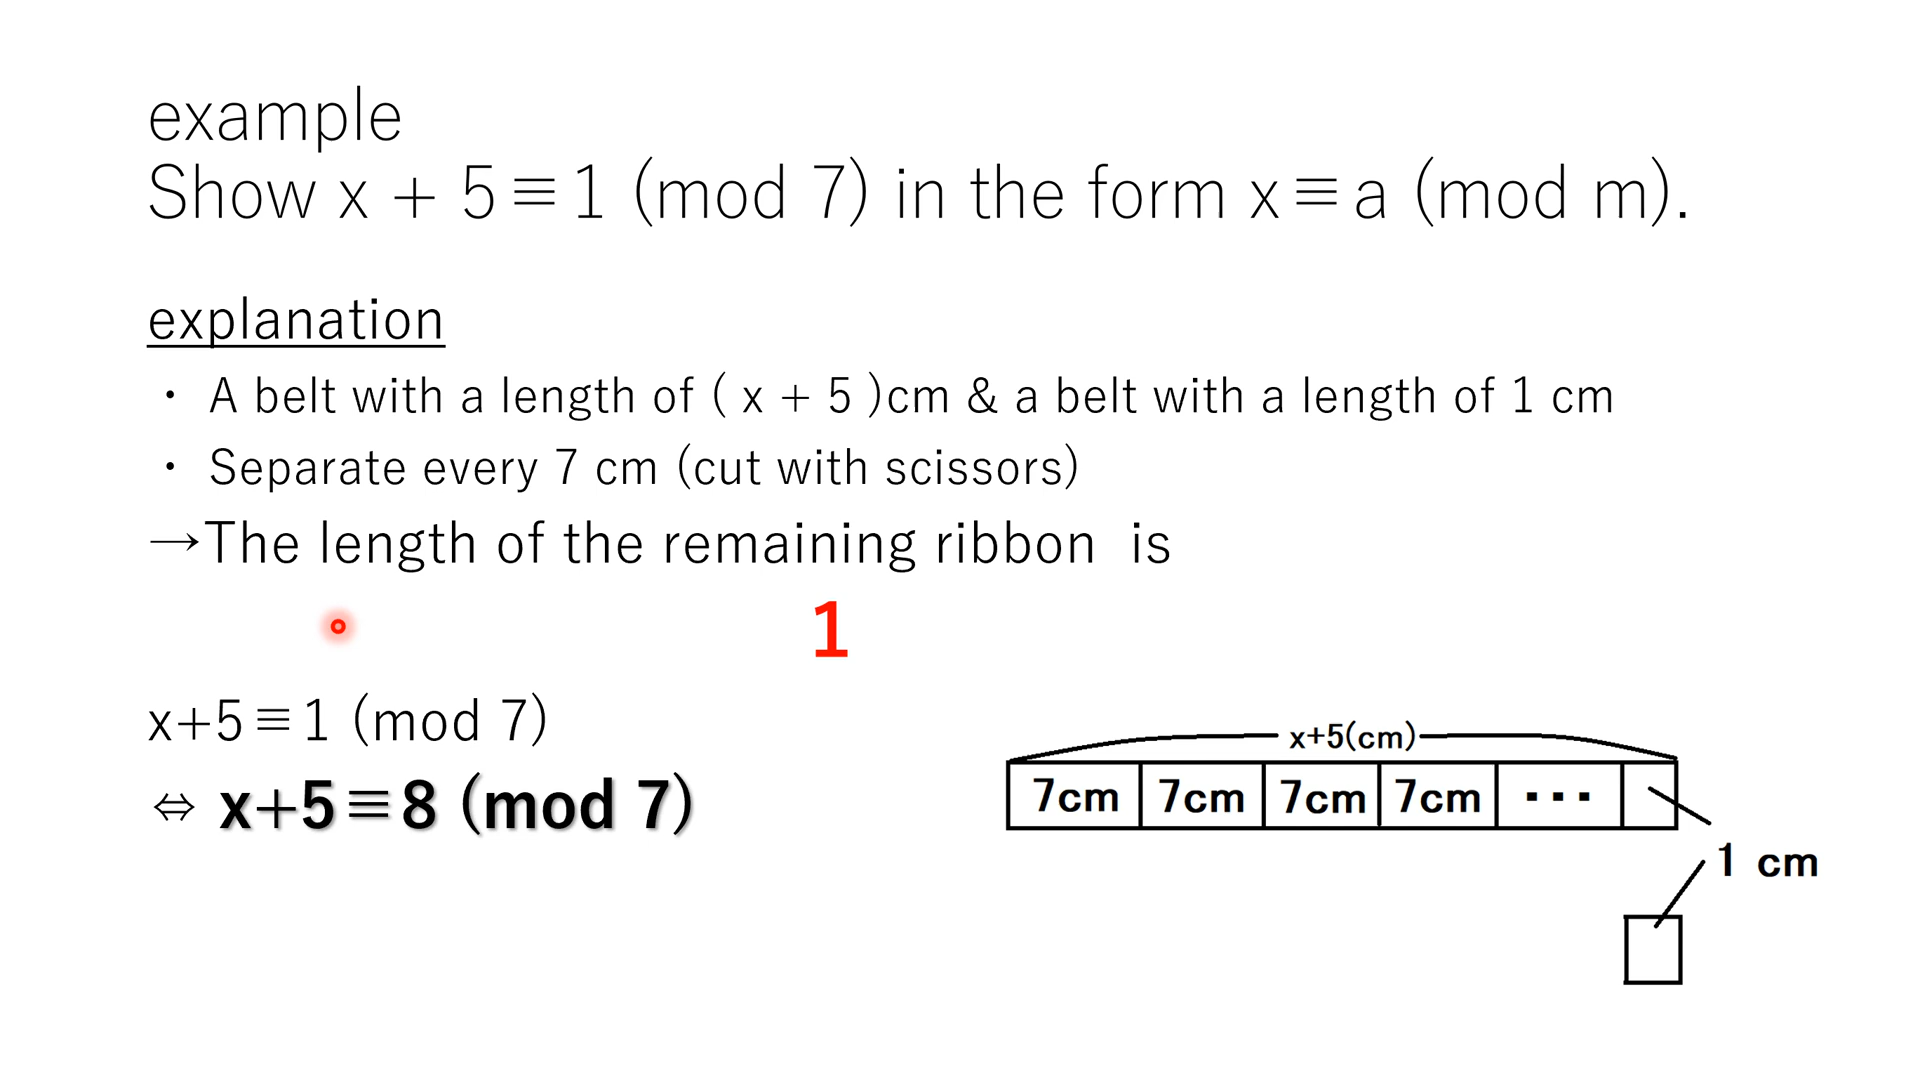 example
Show x + 5≡1 (mod 7) in the form x≡a (mod m).
explanation
・ A belt with a length of ( x + 5 )cm & a belt with a length of 1 cm
・ Separate every 7 cm (cut with scissors)
→The length of the remaining ribbon is
1
x+5≡1 (mod 7)
⇔ x+5≡8 (mod 7)
x+5(cm)
7cm 7cm 7cm 7cm ･･･
1 cm